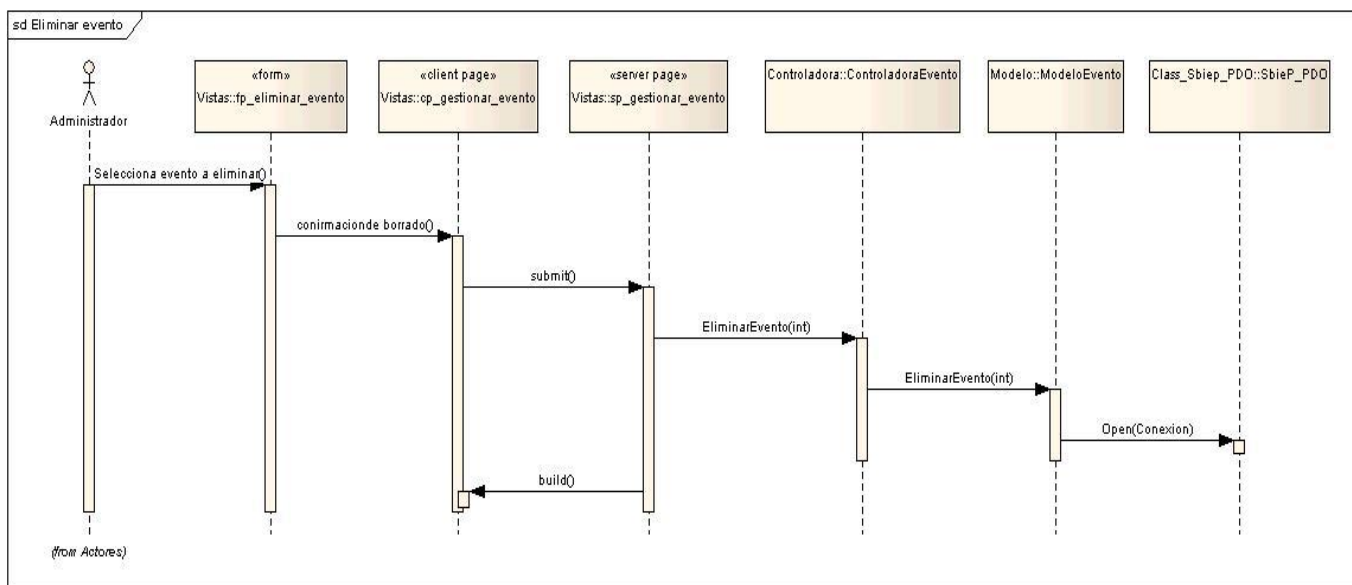 sd Eliminar evento
Administrador
«form»
Vistas::fp_eliminar_evento
«client page»
Vistas::cp_gestionar_evento
«server page»
Vistas::sp_gestionar_evento
Controladora::ControladoraEvento
Modelo::ModeloEvento
Class_Sbiep_PDO::SbieP_PDO
Selecciona evento a eliminar()
conirmacionde borrado()
submit()
EliminarEvento(int)
EliminarEvento(int)
Open(Conexion)
build()
(from Actores)